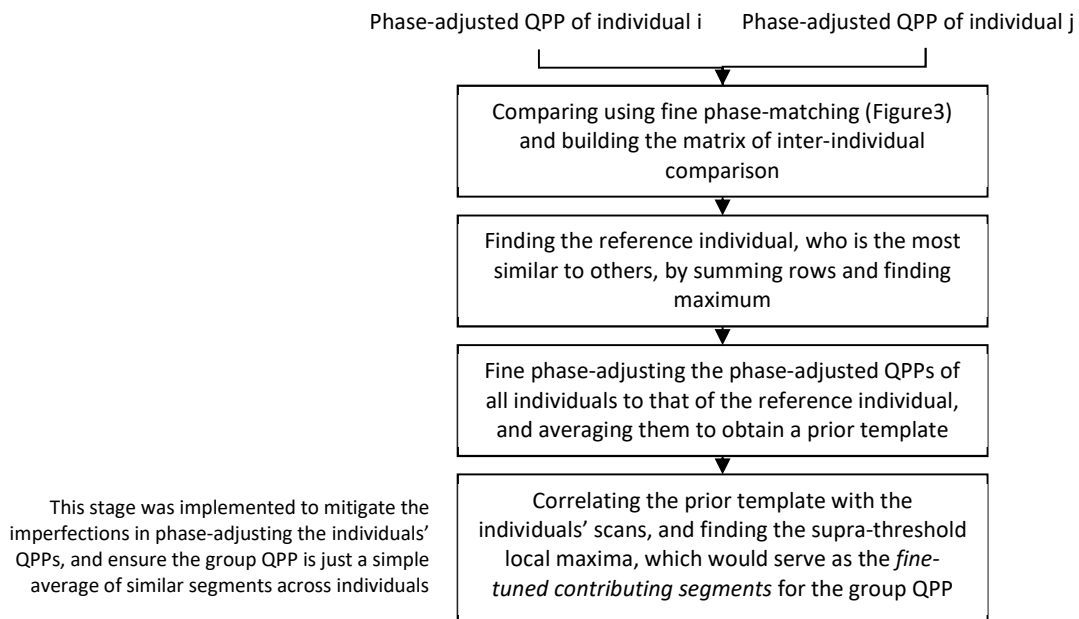 Phase-adjusted QPP of individual i
Phase-adjusted QPP of individual j
Comparing using fine phase-matching (Figure3)
and building the matrix of inter-individual
comparison
Finding the reference individual, who is the most
similar to others, by summing rows and finding
maximum
Fine phase-adjusting the phase-adjusted QPPs of
all individuals to that of the reference individual,
and averaging them to obtain a prior template
This stage was implemented to mitigate the
imperfections in phase-adjusting the individuals’
QPPs, and ensure the group QPP is just a simple
average of similar segments across individuals
Correlating the prior template with the
individuals’ scans, and finding the supra-threshold
local maxima, which would serve as the fine-
tuned contributing segments for the group QPP